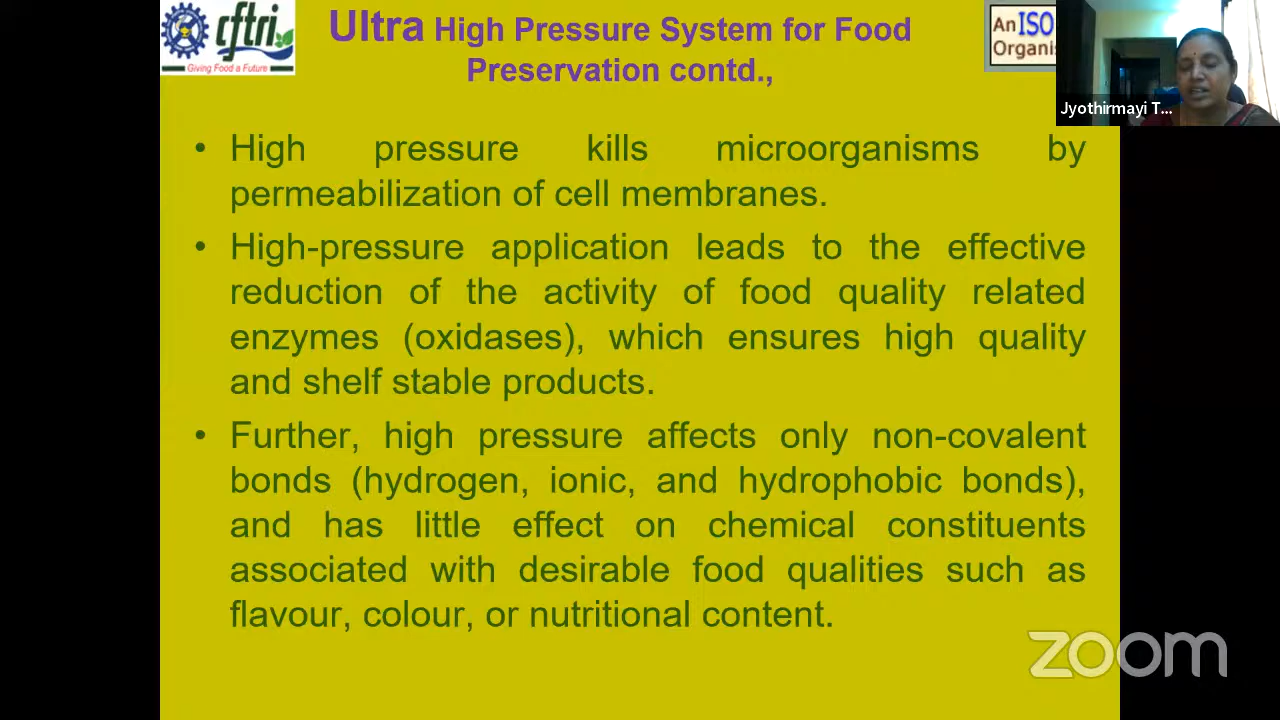 cftri
Giving Food a Future
Ultra High Pressure System for Food
Preservation contd.,
An ISO
Organis
Jyothirmayi T...
• High pressure kills microorganisms by
permeabilization of cell membranes.
• High-pressure application leads to the effective
reduction of the activity of food quality related
enzymes (oxidases), which ensures high quality
and shelf stable products.
• Further, high pressure affects only non-covalent
bonds (hydrogen, ionic, and hydrophobic bonds),
and has little effect on chemical constituents
associated with desirable food qualities such as
flavour, colour, or nutritional content.
zoom